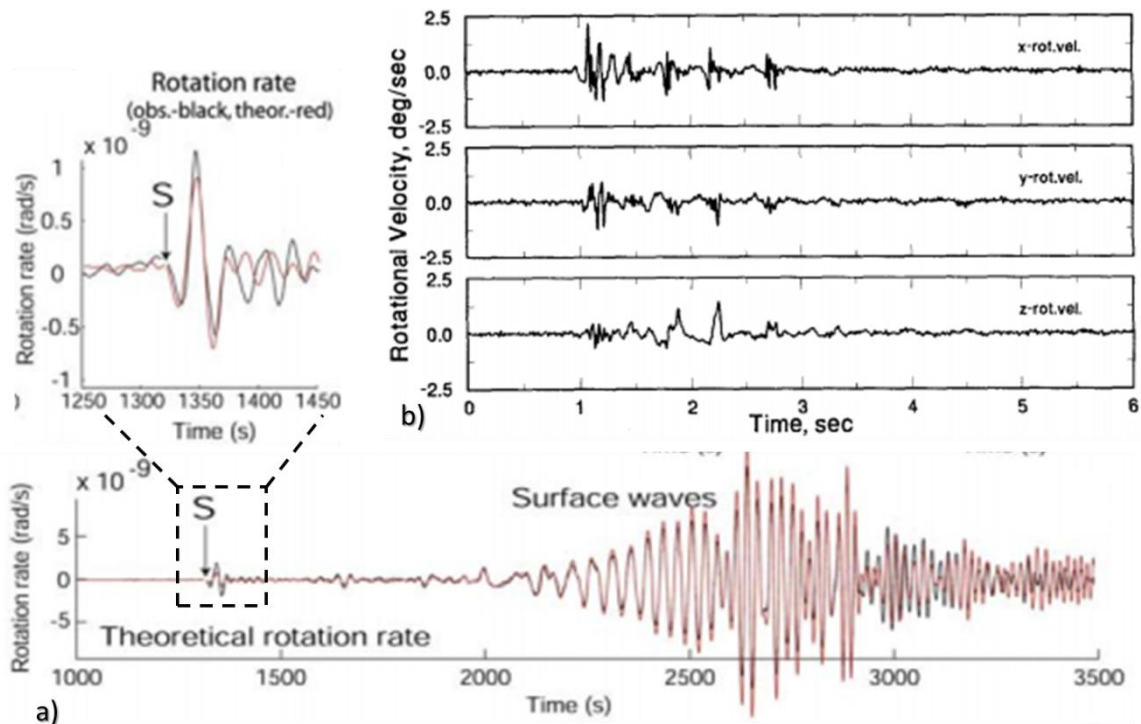 Rotation rate
(obs.-black, theor.-red)
x 10 -9
1
0.5
0
-0.5
-1
S
Rotation rate (rad/s)
1250 1300 1350 1400 1450
Time (s)
2.5
0.0
-2.5
x-rot.vel.
2.5
0.0
-2.5
y-rot.vel.
2.5
0.0
-2.5
z-rot.vel.
Rotational Velocity, deg/sec
0 1 2 3 4 5 6
Time, sec
b)
x 10 -9
5
0
-5
S
Surface waves
Theoretical rotation rate
Rotation rate (rad/s)
1000 1500 2000 2500 3000 3500
Time (s)
a)